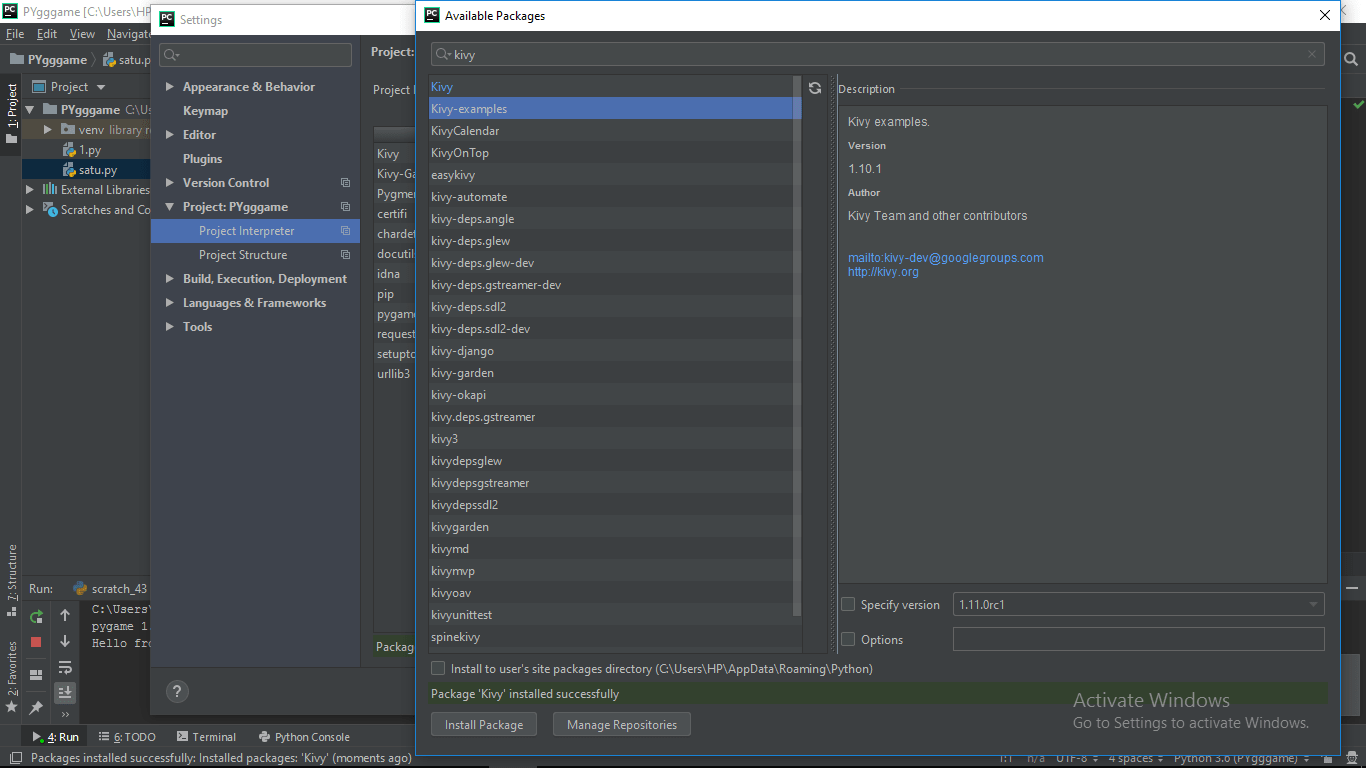 PYgggame [C:\Users\HP
Settings
Available Packages
File Edit View Navigate
PYgggame satu.p
Project:
kivy
Project
Appearance & Behavior
Project I
Kivy
Description
1: Project
PYgggame C:\Us
Keymap
Kivy-examples
Kivy examples.
venv library r
Editor
KivyCalendar
Version
1.py
Plugins
Kivy
KivyOnTop
1.10.1
satu.py
Version Control
Kivy-Ga
easykivy
Author
External Libraries
Project: PYgggame
Pygmen
kivy-automate
Kivy Team and other contributors
Scratches and Co
Project Interpreter
certifi
kivy-deps.angle
chardet
kivy-deps.glew
Project Structure
docutils
kivy-deps.glew-dev
mailto:kivy-dev@googlegroups.com
http://kivy.org
Build, Execution, Deployment
idna
kivy-deps.gstreamer-dev
pip
Languages & Frameworks
pygame
kivy-deps.sdl2
Tools
request
kivy-deps.sdl2-dev
setupto
kivy-django
urllib3
kivy-garden
kivy-okapi
kivy.deps.gstreamer
kivy3
kivydepsglew
kivydepsgstreamer
kivydepssdl2
kivygarden
kivymd
Z: Structure
kivymvp
Run: scratch_43
kivyoav
C:\Users\
Specify version 1.11.0rc1
pygame 1.
kivyunittest
Hello fro
spinekivy
Options
Packag
2: Favorites
Install to user's site packages directory (C:\Users\HP\AppData\Roaming\Python)
Package 'Kivy' installed successfully
Activate Windows
Go to Settings to activate Windows.
Install Package Manage Repositories
4: Run 6: TODO Terminal Python Console
Packages installed successfully: Installed packages: 'Kivy' (moments ago) 1:1 n/a UTF-8 4 spaces Python 3.6 (PYgggame)